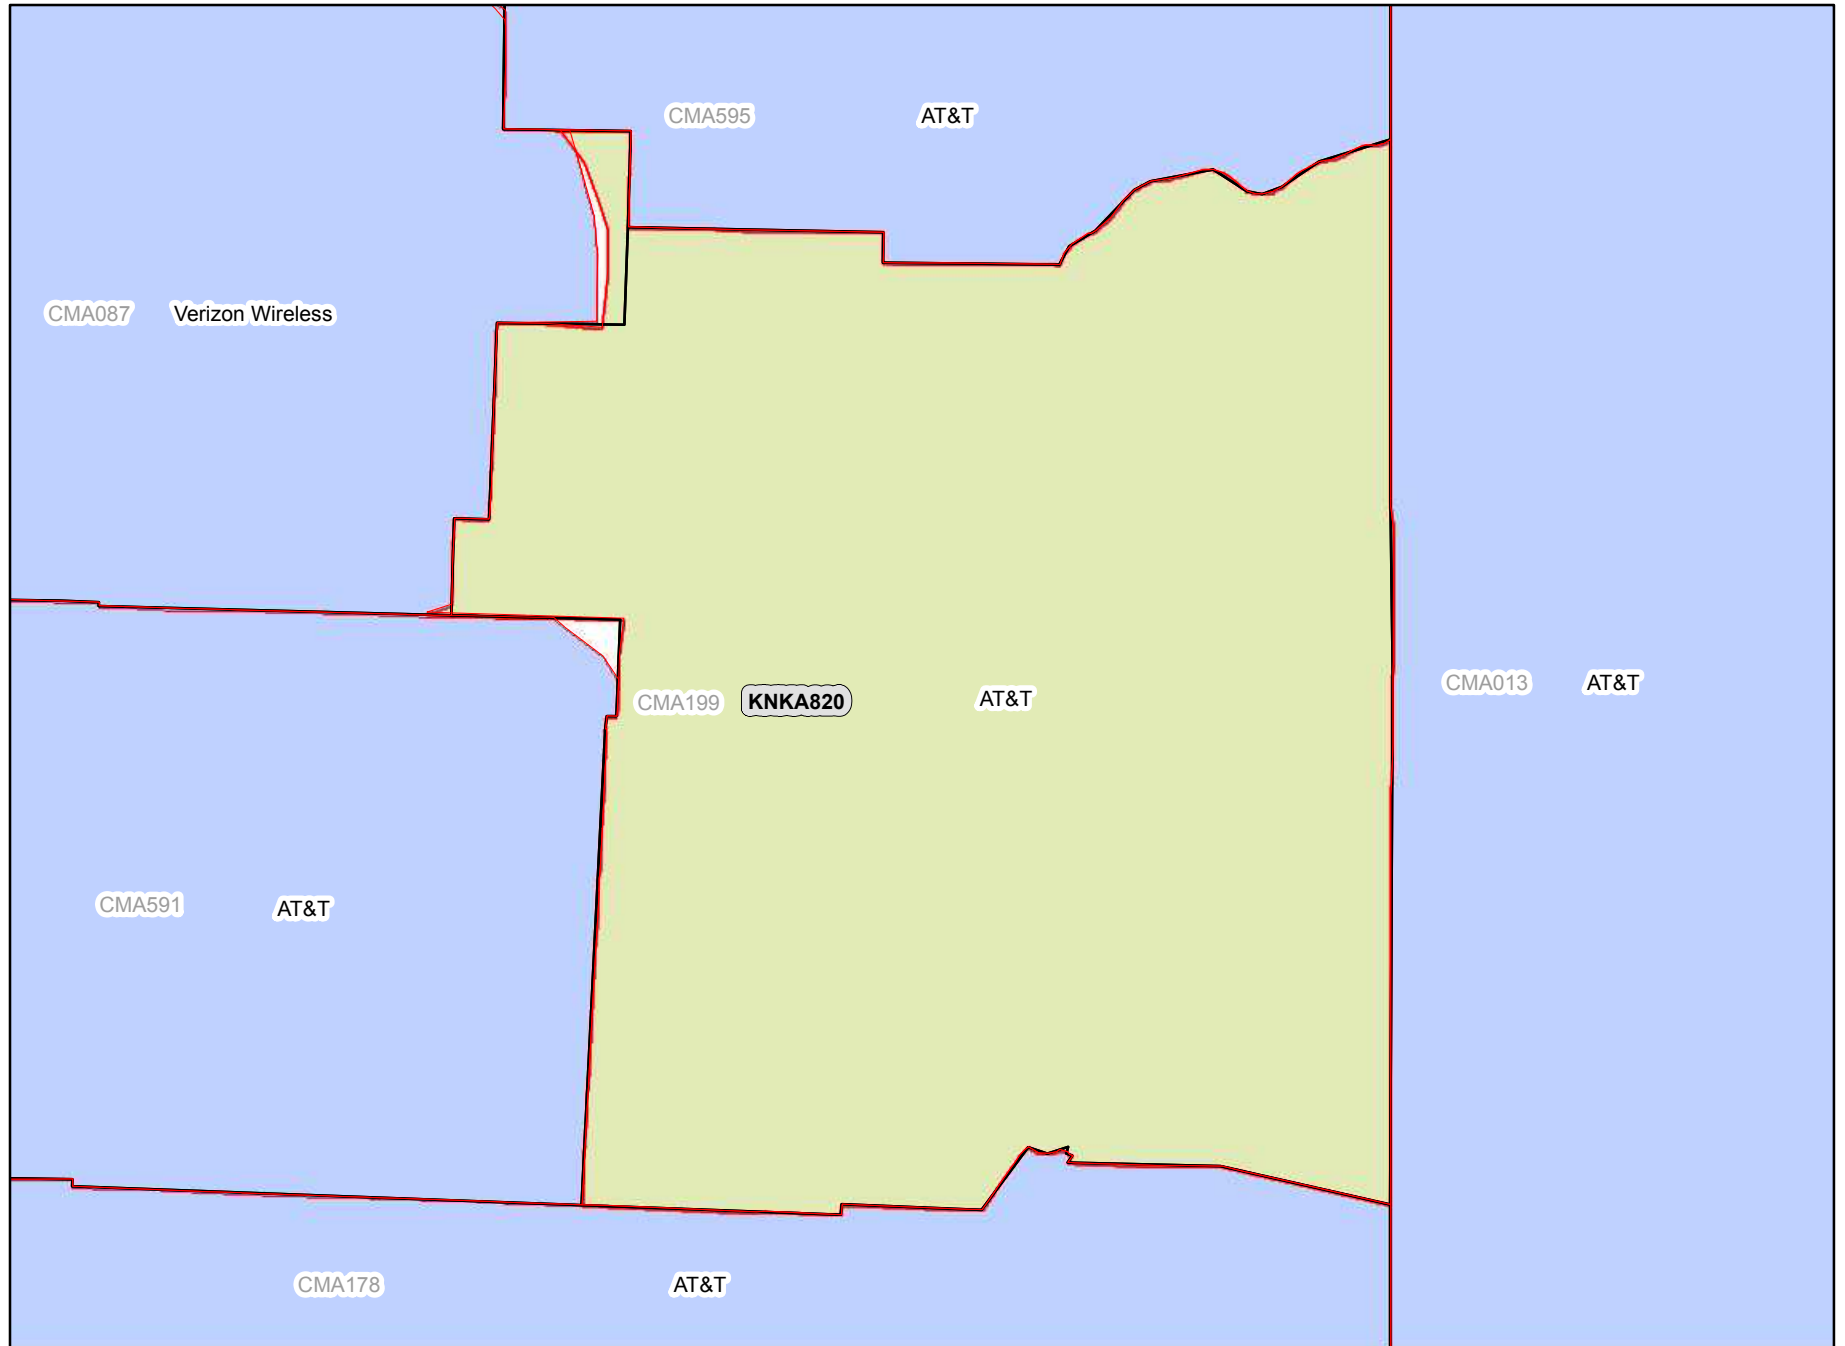 CMA595 AT&T
CMA087 Verizon Wireless
CMA199 KNKA820 AT&T
CMA013 AT&T
CMA591 AT&T
CMA178 AT&T